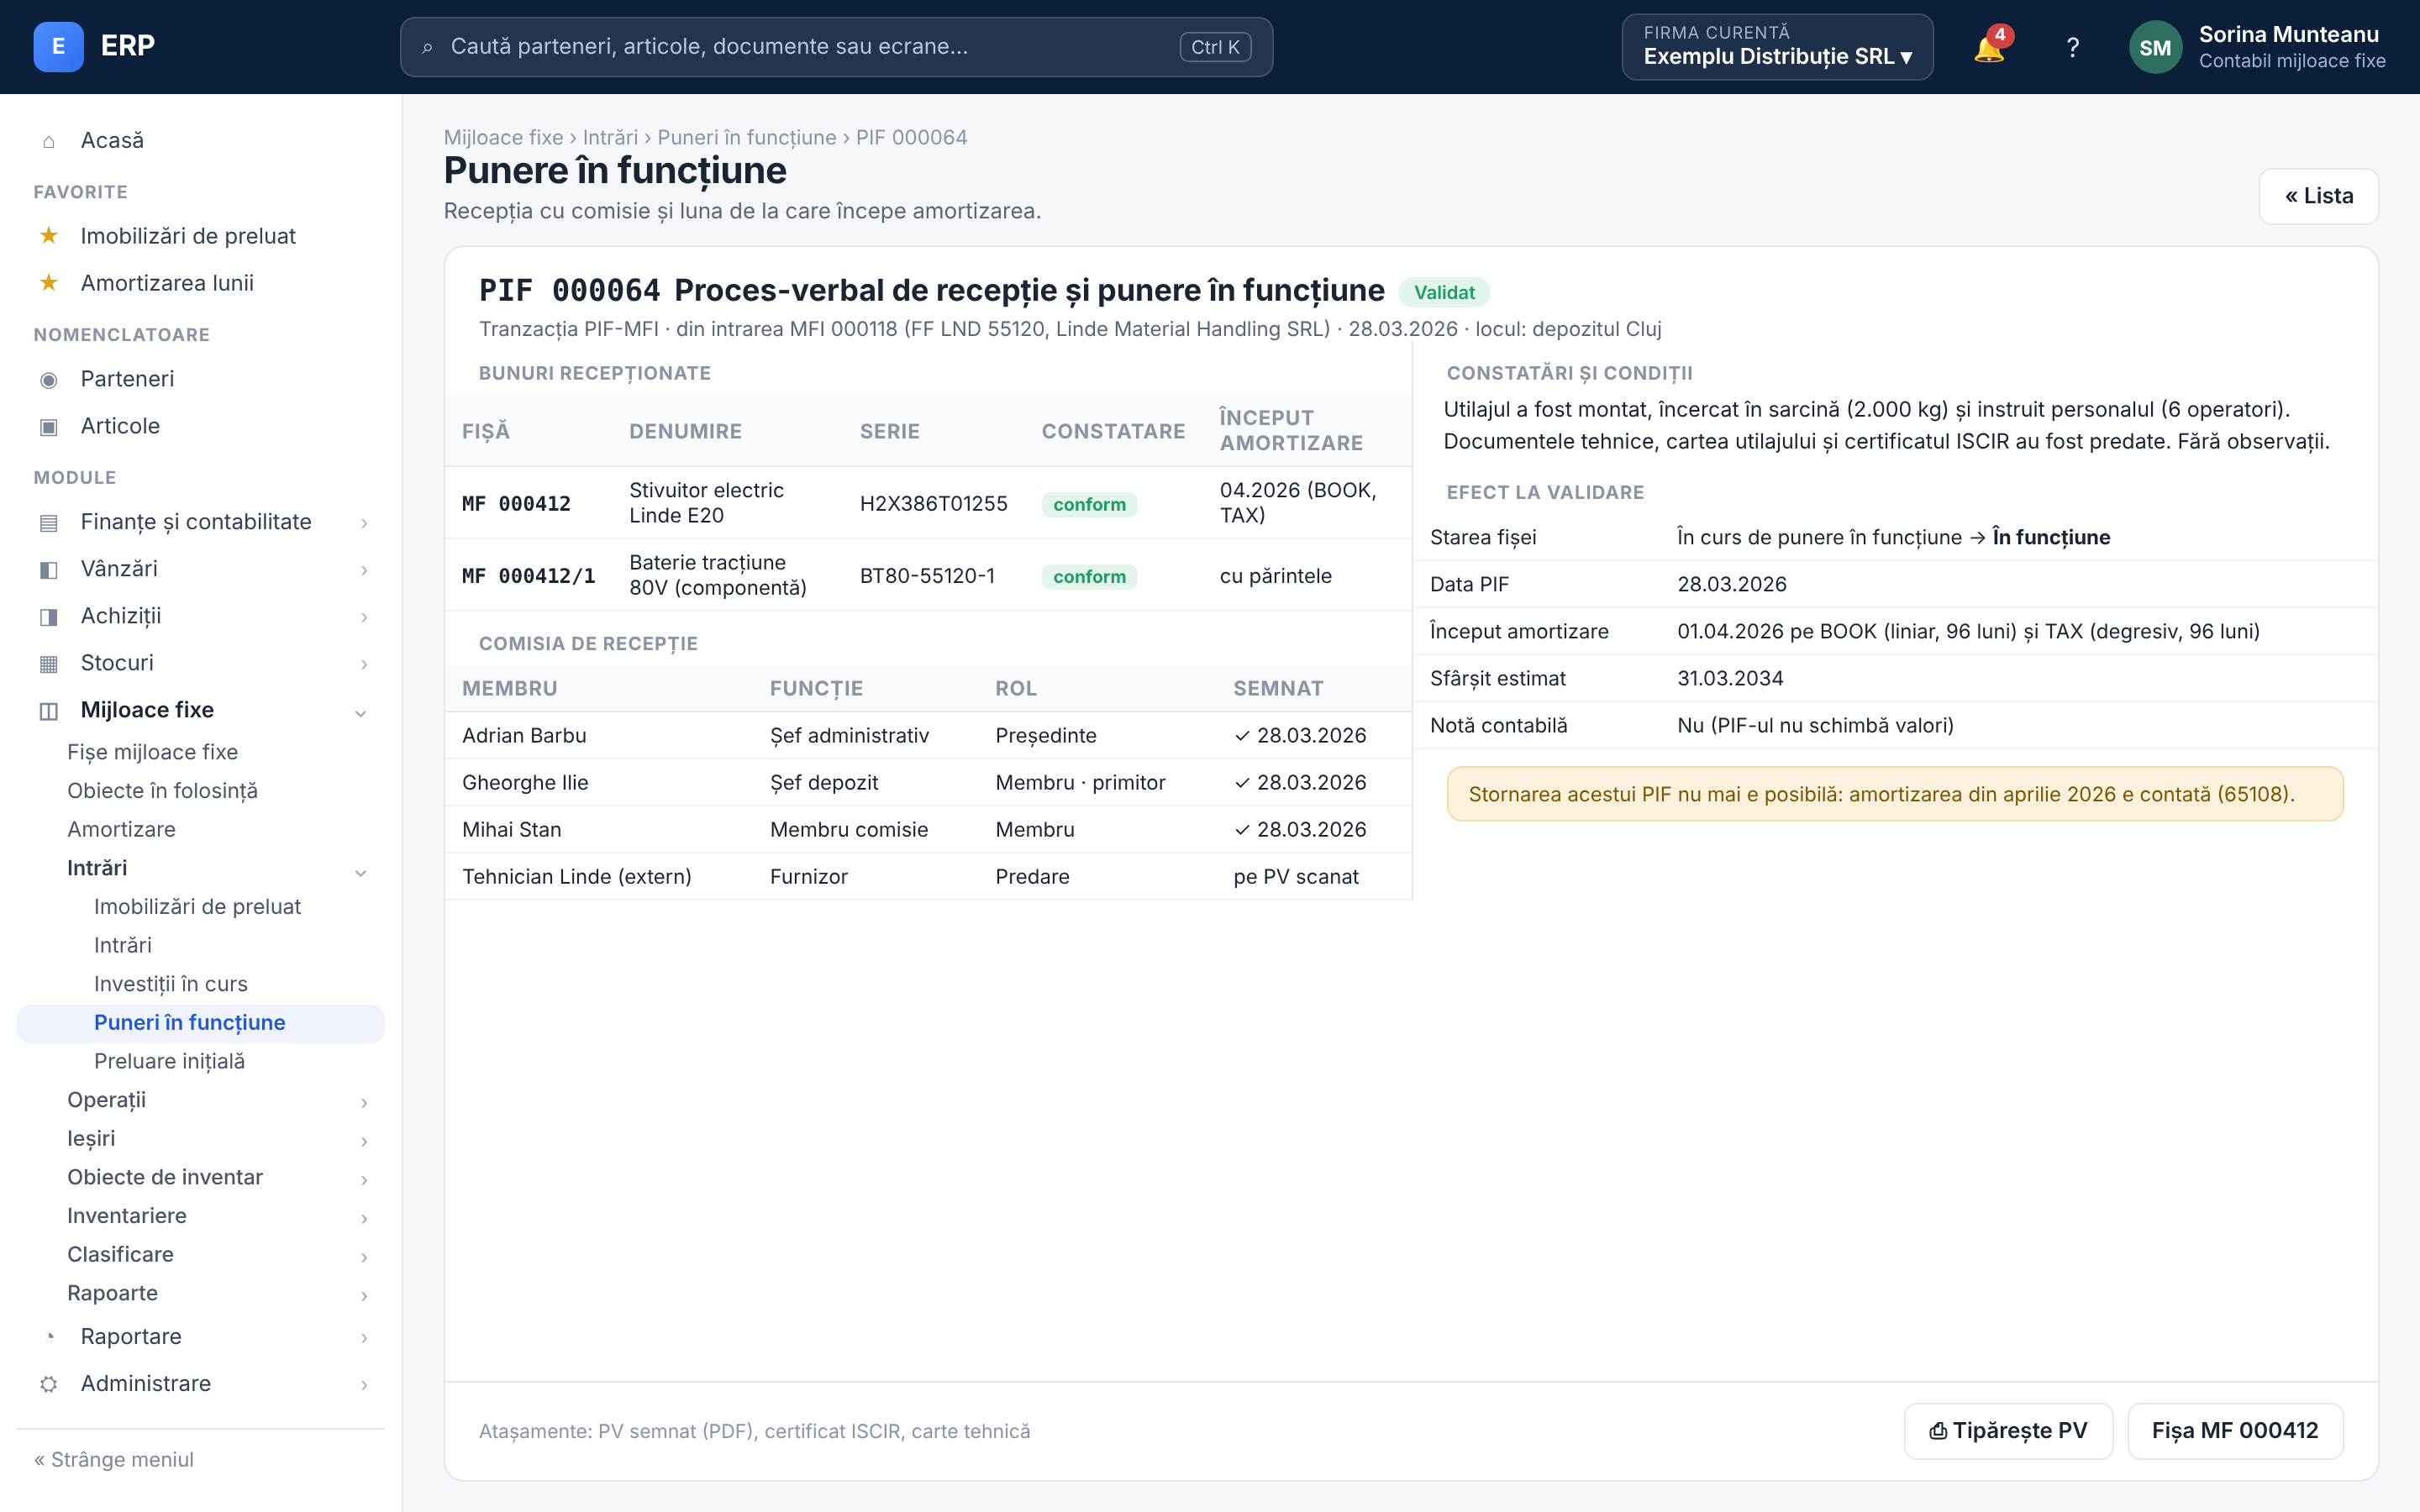 E ERP
Caută parteneri, articole, documente sau ecrane... Ctrl K
FIRMA CURENTĂ
Exemplu Distribuție SRL ▾
4
?
SM
Sorina Munteanu
Contabil mijloace fixe
Acasă
FAVORITE
★ Imobilizări de preluat
★ Amortizarea lunii
NOMENCLATOARE
Parteneri
Articole
MODULE
Finanțe și contabilitate ›
Vânzări ›
Achiziții ›
Stocuri ›
Mijloace fixe
Fișe mijloace fixe
Obiecte în folosință
Amortizare
Intrări
Imobilizări de preluat
Intrări
Investiții în curs
Puneri în funcțiune
Preluare inițială
Operații ›
Ieșiri ›
Obiecte de inventar ›
Inventariere ›
Clasificare ›
Rapoarte ›
Raportare ›
Administrare ›
« Strânge meniul
Mijloace fixe › Intrări › Puneri în funcțiune › PIF 000064
Punere în funcțiune
Recepția cu comisie și luna de la care începe amortizarea.
« Lista
PIF 000064 Proces-verbal de recepție și punere în funcțiune Validat
Tranzacția PIF-MFI · din intrarea MFI 000118 (FF LND 55120, Linde Material Handling SRL) · 28.03.2026 · locul: depozitul Cluj
BUNURI RECEPȚIONATE
FIȘĂ DENUMIRE SERIE CONSTATARE ÎNCEPUT AMORTIZARE
MF 000412 Stivuitor electric Linde E20 H2X386T01255 conform 04.2026 (BOOK, TAX)
MF 000412/1 Baterie tracțiune 80V (componentă) BT80-55120-1 conform cu părintele
COMISIA DE RECEPȚIE
MEMBRU FUNCȚIE ROL SEMNAT
Adrian Barbu Șef administrativ Președinte ✓ 28.03.2026
Gheorghe Ilie Șef depozit Membru · primitor ✓ 28.03.2026
Mihai Stan Membru comisie Membru ✓ 28.03.2026
Tehnician Linde (extern) Furnizor Predare pe PV scanat
CONSTATĂRI ȘI CONDIȚII
Utilajul a fost montat, încercat în sarcină (2.000 kg) și instruit personalul (6 operatori).
Documentele tehnice, cartea utilajului și certificatul ISCIR au fost predate. Fără observații.
EFECT LA VALIDARE
Starea fișei În curs de punere în funcțiune → În funcțiune
Data PIF 28.03.2026
Început amortizare 01.04.2026 pe BOOK (liniar, 96 luni) și TAX (degresiv, 96 luni)
Sfârșit estimat 31.03.2034
Notă contabilă Nu (PIF-ul nu schimbă valori)
Stornarea acestui PIF nu mai e posibilă: amortizarea din aprilie 2026 e contată (65108).
Atașamente: PV semnat (PDF), certificat ISCIR, carte tehnică
⎙ Tipărește PV
Fișa MF 000412